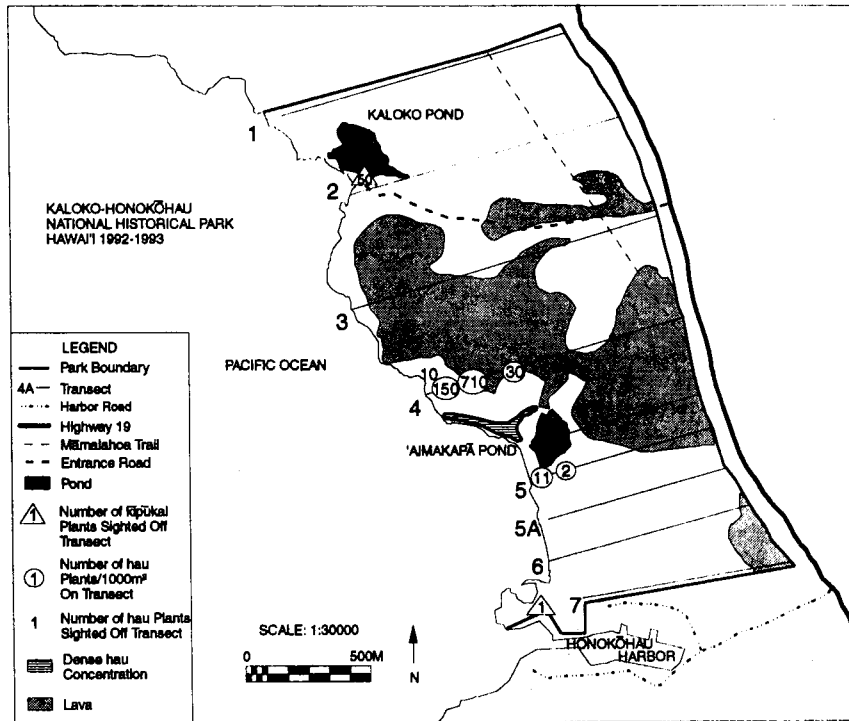 KALOKO POND
1
50
2
KALOKO-HONOKŌHAU
NATIONAL HISTORICAL PARK
HAWAI'I 1992-1993
3
PACIFIC OCEAN
10
150
710
30
4
'AIMAKAPĀ POND
11
2
5
5A
6
7
1
HONOKŌHAU
HARBOR
SCALE: 1:30000
0
500M
N
LEGEND
Park Boundary
4A
Transect
Harbor Road
Highway 19
Māmalahoa Trail
Entrance Road
Pond
1
Number of
Plants Sighted Off
Transect
1
Number of hau
Plants/1000m²
On Transect
1
Number of hau Plants
Sighted Off Transect
Dense hau
Concentration
Lava